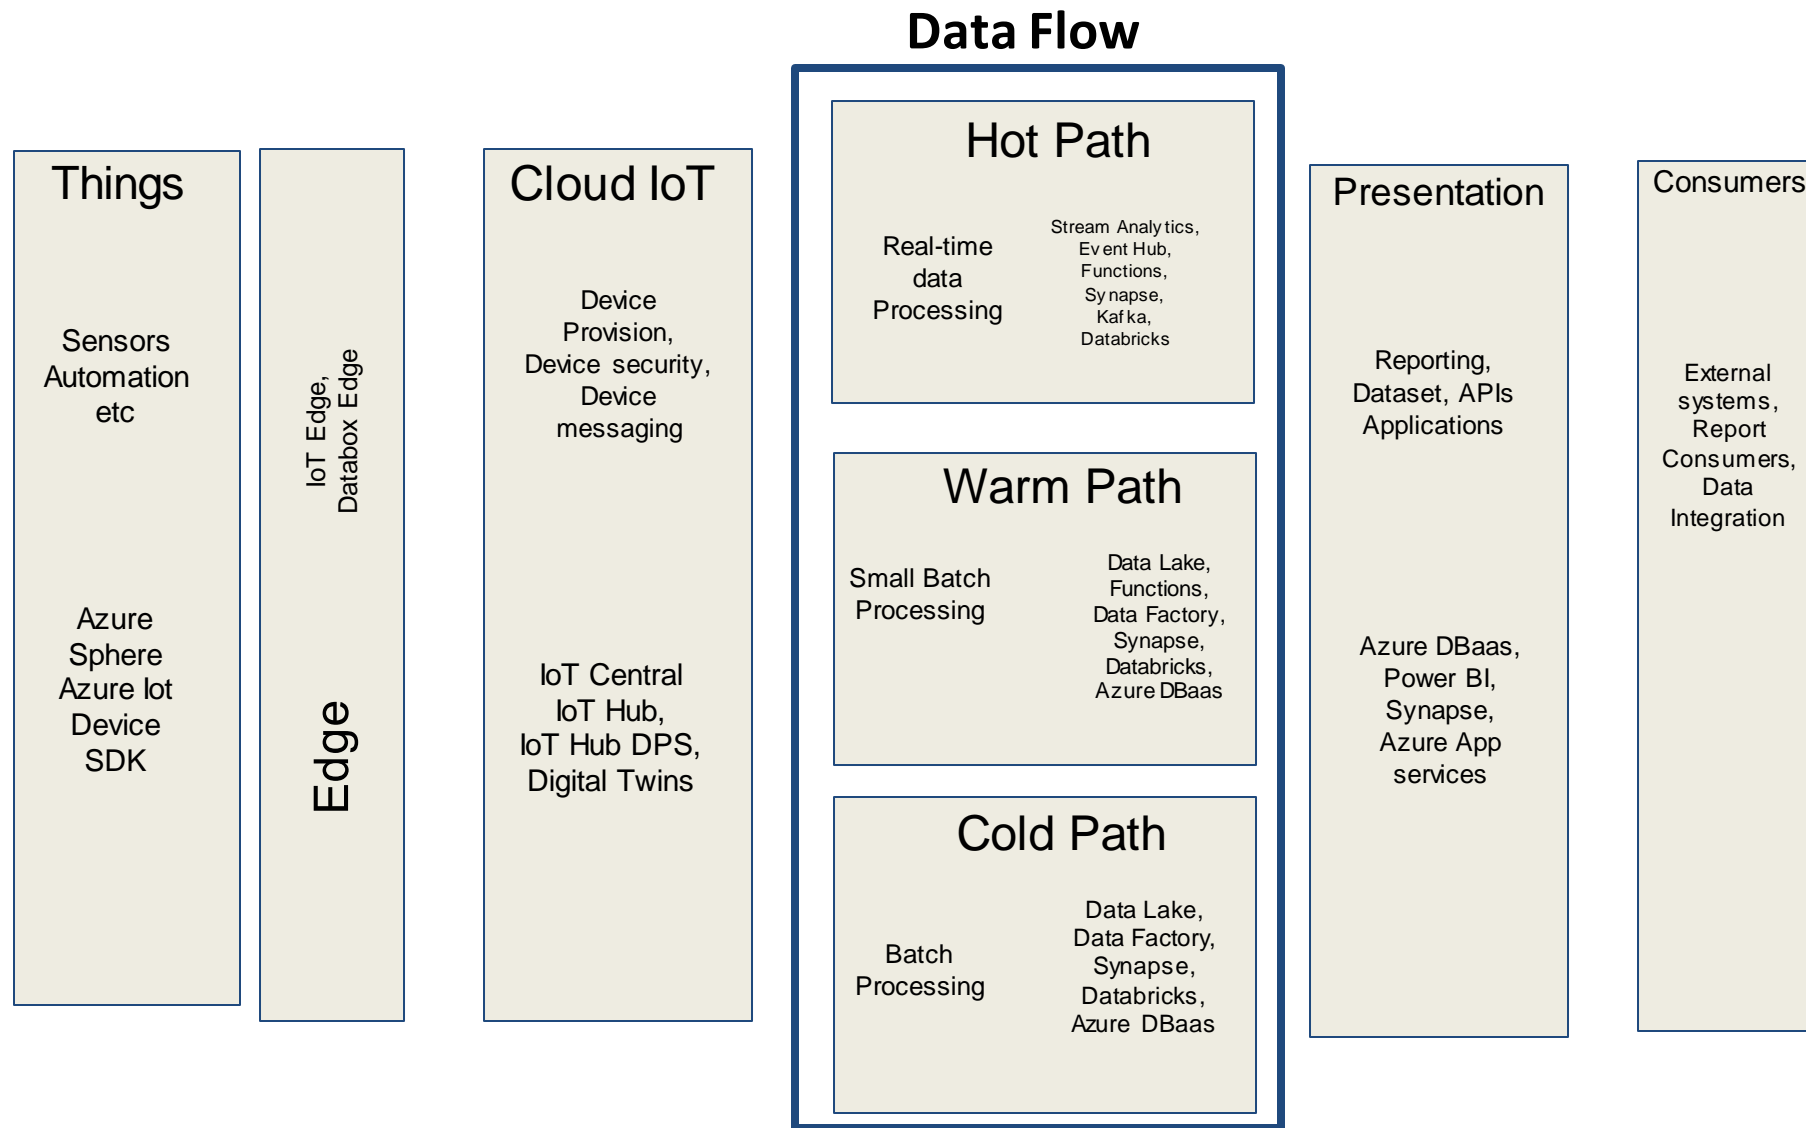 Data Flow
Things
Sensors
Automation
etc
Azure
Sphere
Azure Iot
Device
SDK
IoT Edge,
Databox Edge
Edge
Cloud IoT
Device
Provision,
Device security,
Device
messaging
IoT Central
IoT Hub,
IoT Hub DPS,
Digital Twins
Hot Path
Real-time
data
Processing
Stream Analytics,
Event Hub,
Functions,
Synapse,
Kafka,
Databricks
Warm Path
Small Batch
Processing
Data Lake,
Functions,
Data Factory,
Synapse,
Databricks,
Azure DBaas
Cold Path
Batch
Processing
Data Lake,
Data Factory,
Synapse,
Databricks,
Azure DBaas
Presentation
Reporting,
Dataset, APIs
Applications
Azure DBaas,
Power BI,
Synapse,
Azure App
services
Consumers
External
systems,
Report
Consumers,
Data
Integration